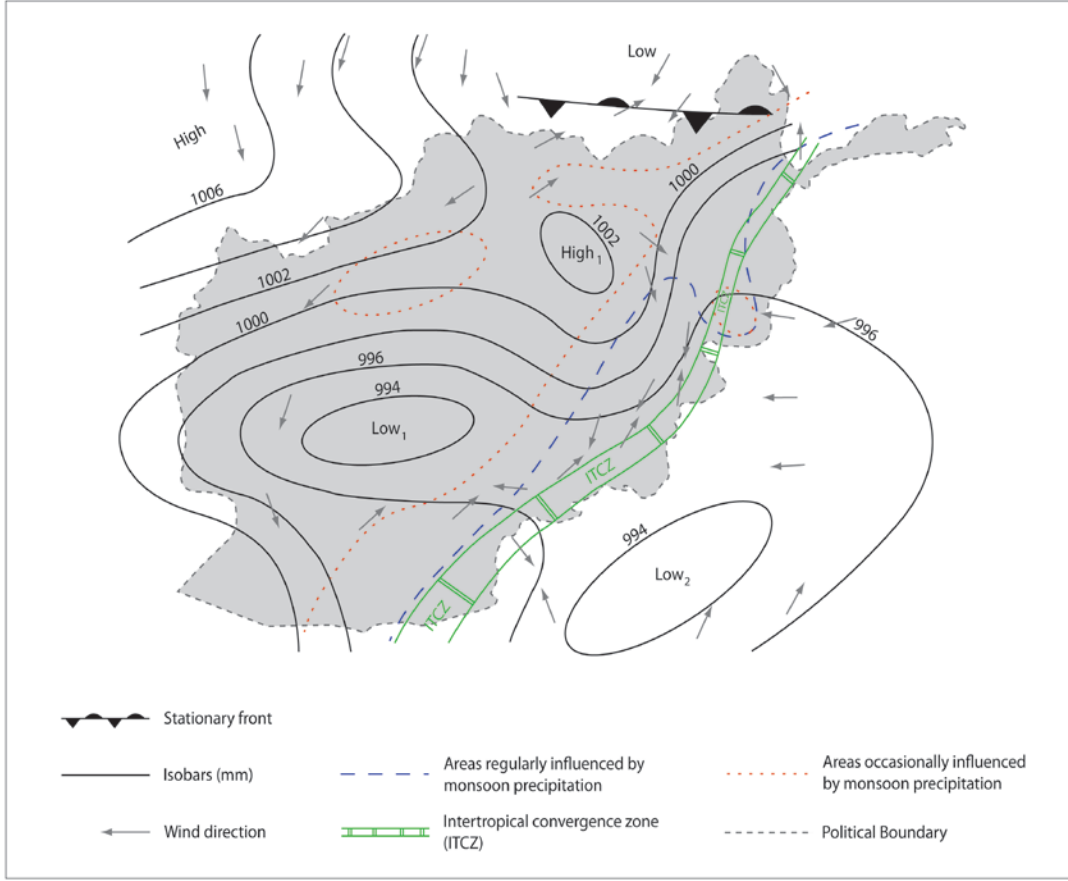 Low
High
1006
1000
1002
High1
1002
1000
ITCZ
996
996
994
Low1
ITCZ
994
Low2
ITCZ
Stationary front
Isobars (mm)
Areas regularly influenced by
monsoon precipitation
Areas occasionally influenced
by monsoon precipitation
Wind direction
Intertropical convergence zone
(ITCZ)
Political Boundary